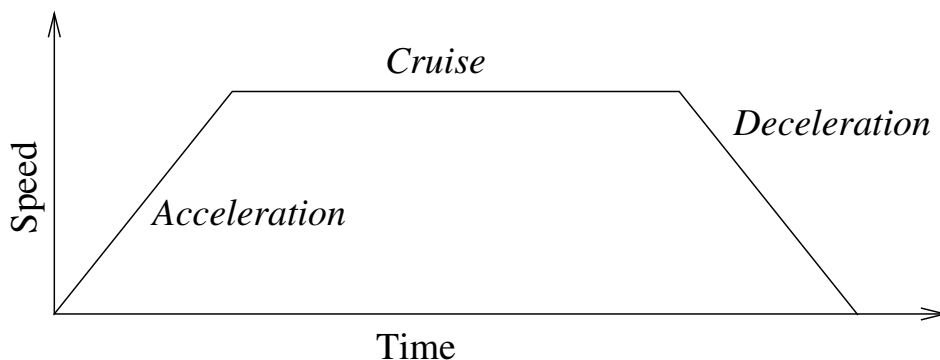 Cruise
Deceleration
Speed
Acceleration
Time